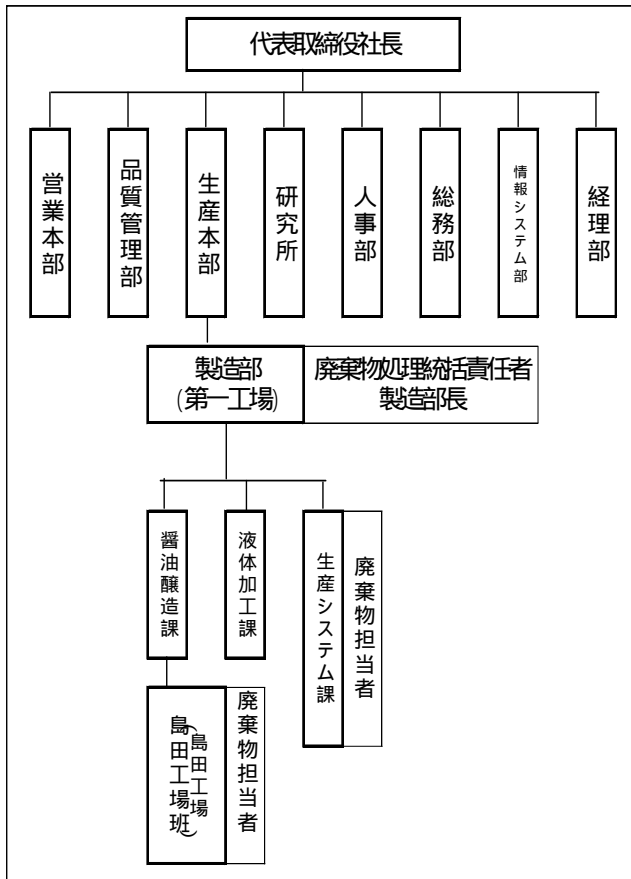 代表取締役社長
営業本部
品質管理部
生産本部
研究所
人事部
総務部
情報システム部
経理部
製造部
(第一工場)
廃棄物処理統括責任者
製造部長
醤油醸造課
液体加工課
生産システム課
廃棄物担当者
島田工場班
(島田工場)
廃棄物担当者